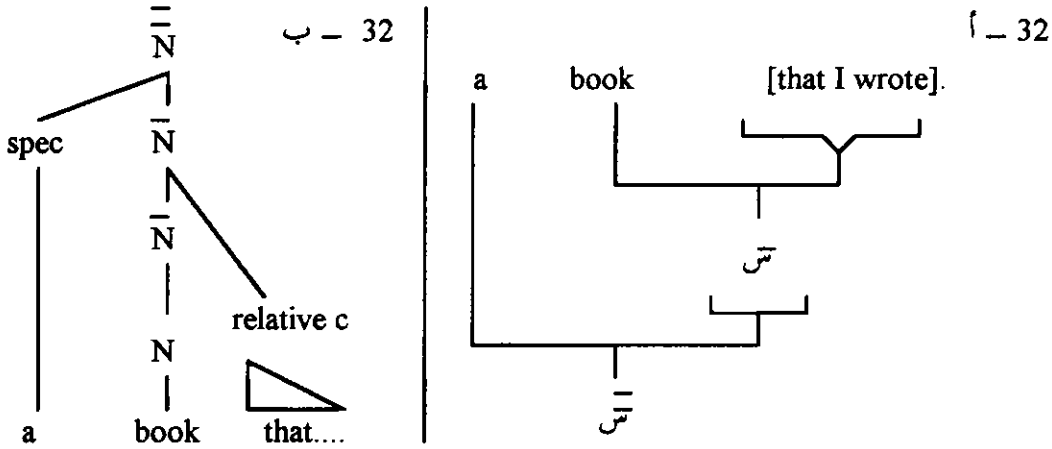 32 – أ
a book [that I wrote].
س̄
س̿
32 – ب
N̿
spec N̄
N̄
relative c
N
a book that....